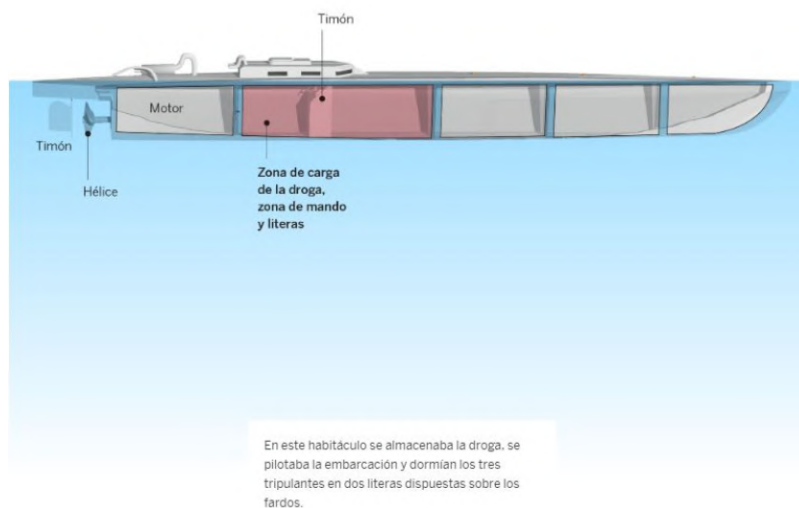 Timón
Motor
Timón
Hélice
Zona de carga
de la droga,
zona de mando
y literas
En este habitáculo se almacenaba la droga, se
pilotaba la embarcación y dormían los tres
tripulantes en dos literas dispuestas sobre los
fardos.